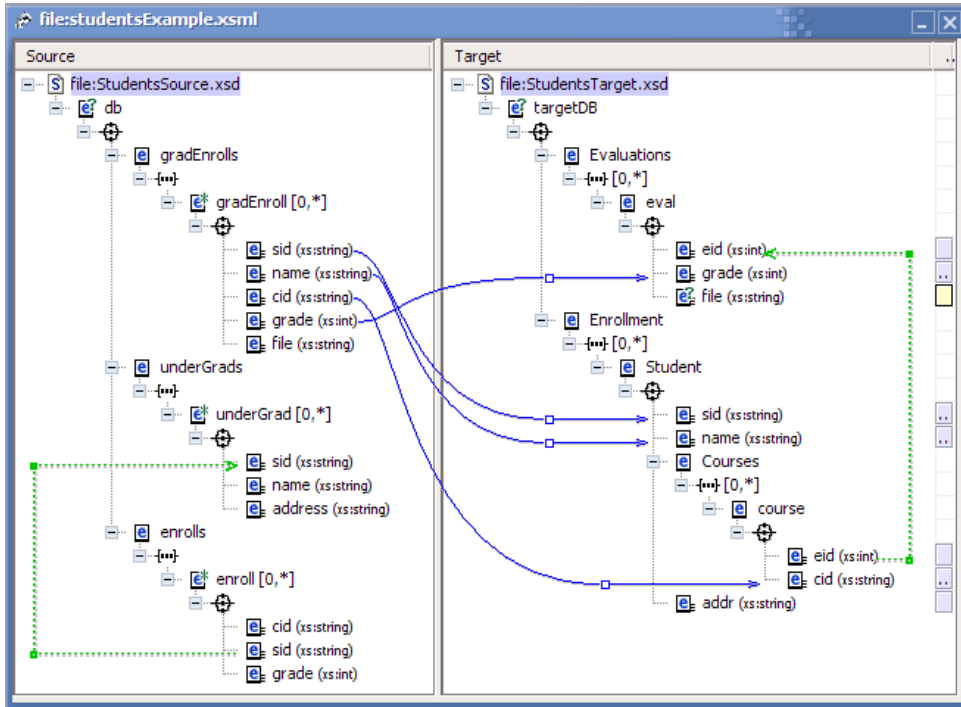 file:studentsExample.xsml
Source
file:StudentsSource.xsd
db
gradEnrolls
gradEnroll [0,*]
sid (xs:string)
name (xs:string)
cid (xs:string)
grade (xs:int)
file (xs:string)
underGrads
underGrad [0,*]
sid (xs:string)
name (xs:string)
address (xs:string)
enrolls
enroll [0,*]
cid (xs:string)
sid (xs:string)
grade (xs:int)
Target
..
file:StudentsTarget.xsd
targetDB
Evaluations
[0,*]
eval
eid (xs:int)
grade (xs:int)
..
file (xs:string)
Enrollment
[0,*]
Student
sid (xs:string)
..
name (xs:string)
..
Courses
[0,*]
course
eid (xs:int)
cid (xs:string)
..
addr (xs:string)